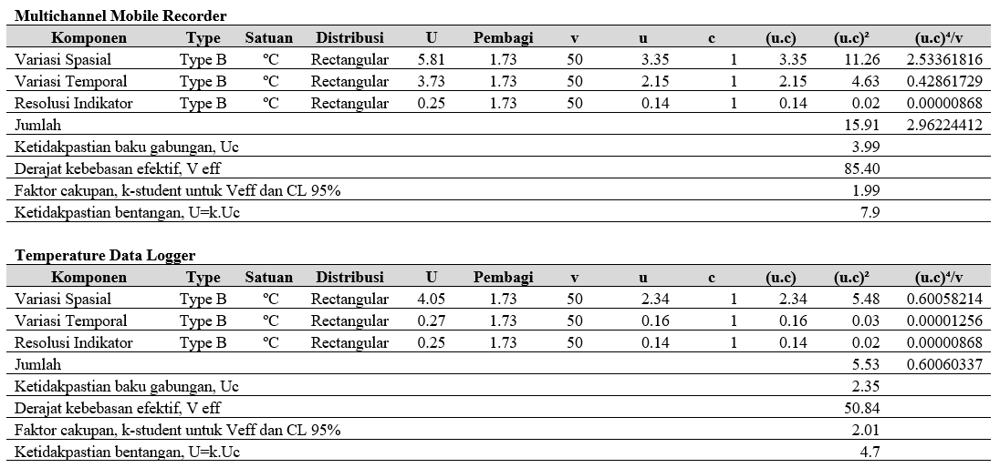 Multichannel Mobile Recorder
Komponen Type Satuan Distribusi U Pembagi v u c (u.c) (u.c)² (u.c)⁴/v
Variasi Spasial Type B ºC Rectangular 5.81 1.73 50 3.35 1 3.35 11.26 2.53361816
Variasi Temporal Type B ºC Rectangular 3.73 1.73 50 2.15 1 2.15 4.63 0.42861729
Resolusi Indikator Type B ºC Rectangular 0.25 1.73 50 0.14 1 0.14 0.02 0.00000868
Jumlah 15.91 2.96224412
Ketidakpastian baku gabungan, Uc 3.99
Derajat kebebasan efektif, V eff 85.40
Faktor cakupan, k-student untuk Veff dan CL 95% 1.99
Ketidakpastian bentangan, U=k.Uc 7.9
Temperature Data Logger
Komponen Type Satuan Distribusi U Pembagi v u c (u.c) (u.c)² (u.c)⁴/v
Variasi Spasial Type B ºC Rectangular 4.05 1.73 50 2.34 1 2.34 5.48 0.60058214
Variasi Temporal Type B ºC Rectangular 0.27 1.73 50 0.16 1 0.16 0.03 0.00001256
Resolusi Indikator Type B ºC Rectangular 0.25 1.73 50 0.14 1 0.14 0.02 0.00000868
Jumlah 5.53 0.60060337
Ketidakpastian baku gabungan, Uc 2.35
Derajat kebebasan efektif, V eff 50.84
Faktor cakupan, k-student untuk Veff dan CL 95% 2.01
Ketidakpastian bentangan, U=k.Uc 4.7